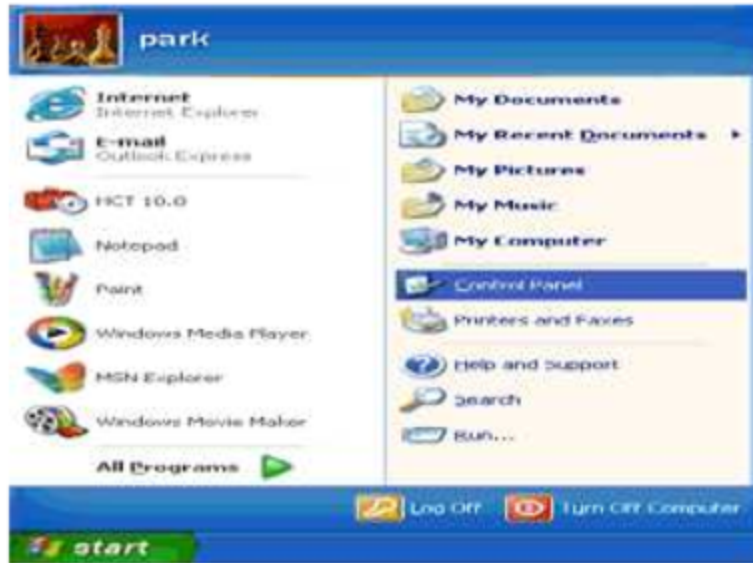 park
Internet
Internet Explorer
E-mail
Outlook Express
HCT 10.0
Notepad
Paint
Windows Media Player
MSN Explorer
Windows Movie Maker
All Programs
My Documents
My Recent Documents
My Pictures
My Music
My Computer
Control Panel
Printers and Faxes
Help and Support
Search
Run...
Log Off
Turn Off Computer
start